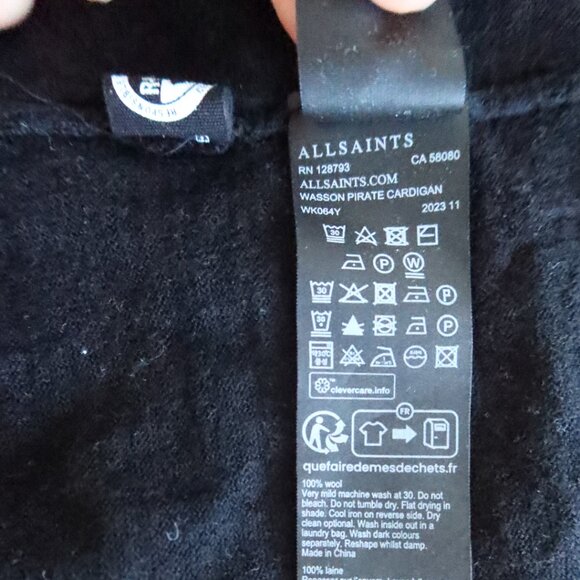 ALLSAINTS
RN 128793 CA 58080
ALLSAINTS.COM
WASSON PIRATE CARDIGAN
WK064Y 2023 11
30
P W
30 P
30
clevercare.info
FR
quefairedemesdechets.fr
100% wool
Very mild machine wash at 30. Do not
bleach. Do not tumble dry. Flat drying in
shade. Cool iron on reverse side. Dry
clean optional. Wash inside out in a
laundry bag. Wash dark colours
separately. Reshape whilst damp.
Made in China
100% laine